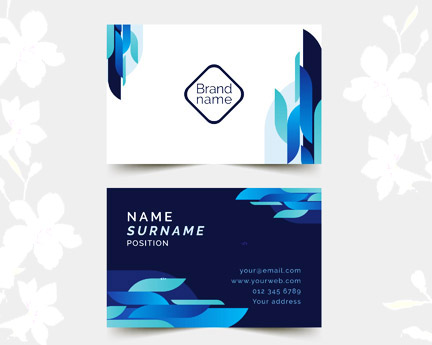 Brand
name
NAME
SURNAME
POSITION
your@email.com
www.yourweb.com
012 345 6789
Your address